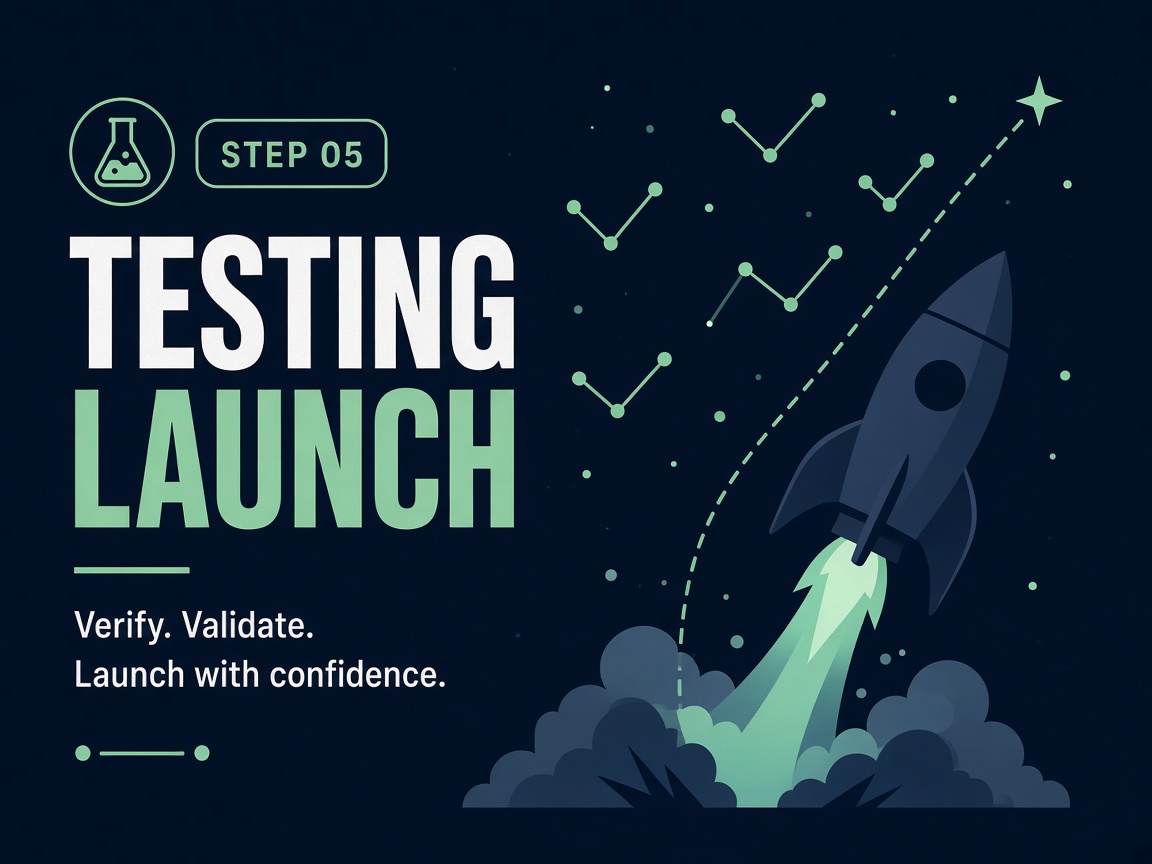 STEP 05
TESTING
LAUNCH
Verify. Validate.
Launch with confidence.